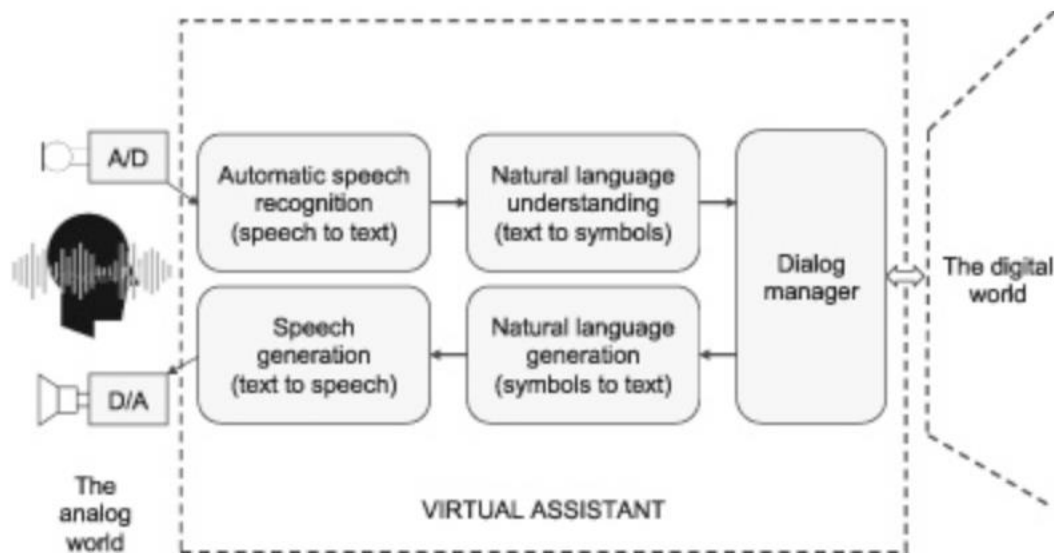 A/D
Automatic speech
recognition
(speech to text)
Natural language
understanding
(text to symbols)
Dialog
manager
The digital
world
Speech
generation
(text to speech)
Natural language
generation
(symbols to text)
D/A
The
analog
world
VIRTUAL ASSISTANT